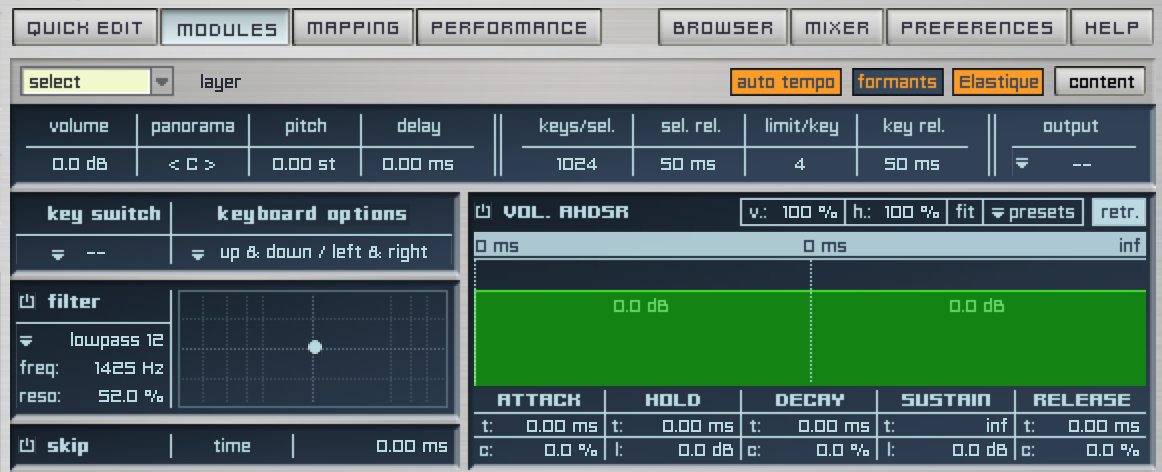 QUICK EDIT MODULES MAPPING PERFORMANCE BROWSER MIXER PREFERENCES HELP
select layer auto tempo formants Elastique content
volume panorama pitch delay keys/sel. sel. rel. limit/key key rel. output
0.0 dB < C > 0.00 st 0.00 ms 1024 50 ms 4 50 ms --
key switch keyboard options
-- up & down / left & right
filter
lowpass 12
freq: 1425 Hz
reso: 52.0 %
skip time 0.00 ms
VOL. AHDSR v.: 100 % h.: 100 % fit presets retr.
0 ms 0 ms inf
0.0 dB 0.0 dB
ATTACK HOLD DECAY SUSTAIN RELEASE
t: 0.00 ms t: 0.00 ms t: 0.00 ms t: inf t: 0.00 ms
c: 0.0 % l: 0.0 dB c: 0.0 % l: 0.0 dB c: 0.0 %